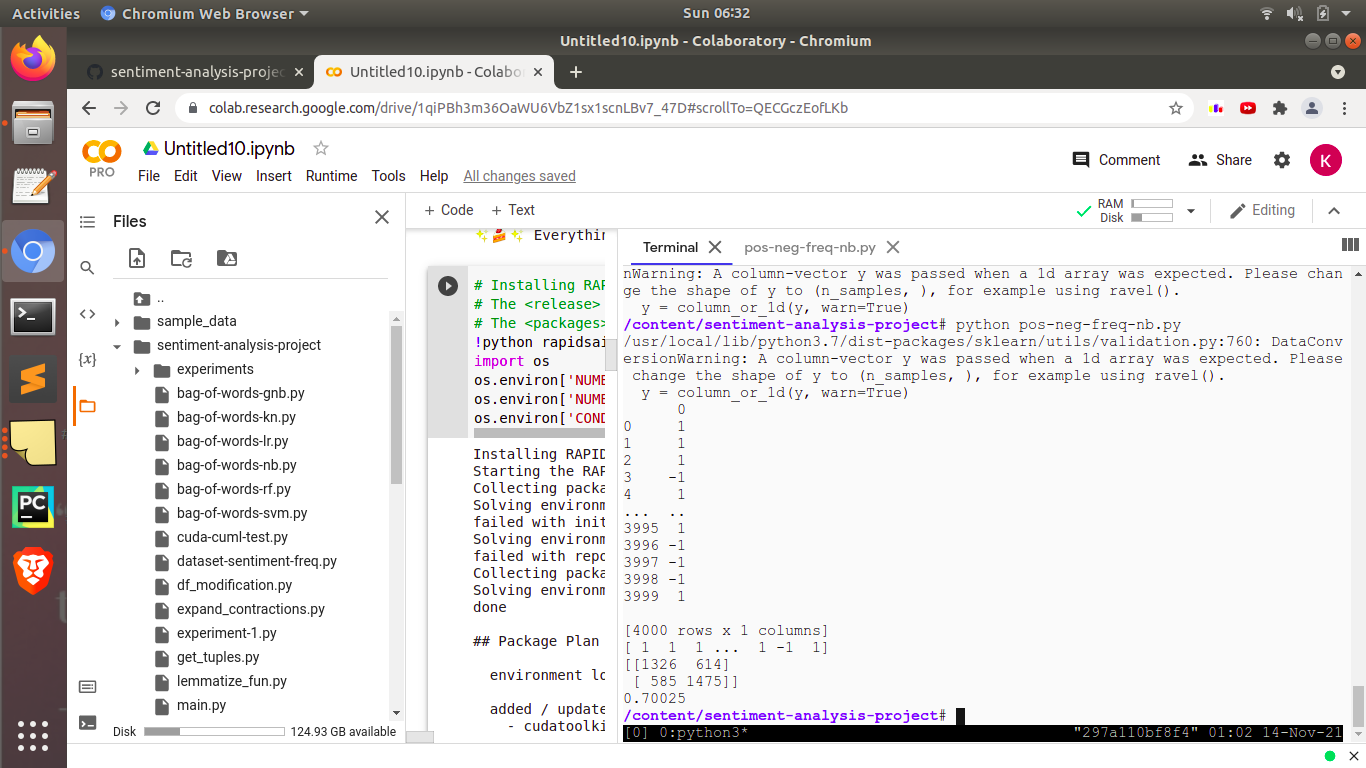 Activities
Chromium Web Browser
Sun 06:32
Untitled10.ipynb - Colaboratory - Chromium
sentiment-analysis-projec
Untitled10.ipynb - Colabo
colab.research.google.com/drive/1qiPBh3m36OaWU6VbZ1sx1scnLBv7_47D#scrollTo=QECGczEofLKb
PRO
Untitled10.ipynb
File Edit View Insert Runtime Tools Help All changes saved
Comment
Share
K
Files
+ Code + Text
RAM
Disk
Editing
..
sample_data
sentiment-analysis-project
experiments
bag-of-words-gnb.py
bag-of-words-kn.py
bag-of-words-lr.py
bag-of-words-nb.py
bag-of-words-rf.py
bag-of-words-svm.py
cuda-cuml-test.py
dataset-sentiment-freq.py
df_modification.py
expand_contractions.py
experiment-1.py
get_tuples.py
lemmatize_fun.py
main.py
Disk
124.93 GB available
{x}
PC
Everythin
# Installing RAP
# The <release>
# The <packages>
!python rapidsai
import os
os.environ['NUMB
os.environ['NUMB
os.environ['COND
Installing RAPID
Starting the RAP
Collecting packa
Solving environm
failed with init
Solving environm
failed with repo
Collecting packa
Solving environm
done
## Package Plan
environment lo
added / update
- cudatoolki
Terminal
pos-neg-freq-nb.py
nWarning: A column-vector y was passed when a 1d array was expected. Please chan
ge the shape of y to (n_samples, ), for example using ravel().
y = column_or_1d(y, warn=True)
/content/sentiment-analysis-project# python pos-neg-freq-nb.py
/usr/local/lib/python3.7/dist-packages/sklearn/utils/validation.py:760: DataConv
ersionWarning: A column-vector y was passed when a 1d array was expected. Please
change the shape of y to (n_samples, ), for example using ravel().
y = column_or_1d(y, warn=True)
0
0 1
1 1
2 1
3 -1
4 1
... ..
3995 1
3996 -1
3997 -1
3998 -1
3999 1
[4000 rows x 1 columns]
[ 1 1 1 ... 1 -1 1]
[[1326 614]
[ 585 1475]]
0.70025
/content/sentiment-analysis-project#
[0] 0:python3* "297a110bf8f4" 01:02 14-Nov-21